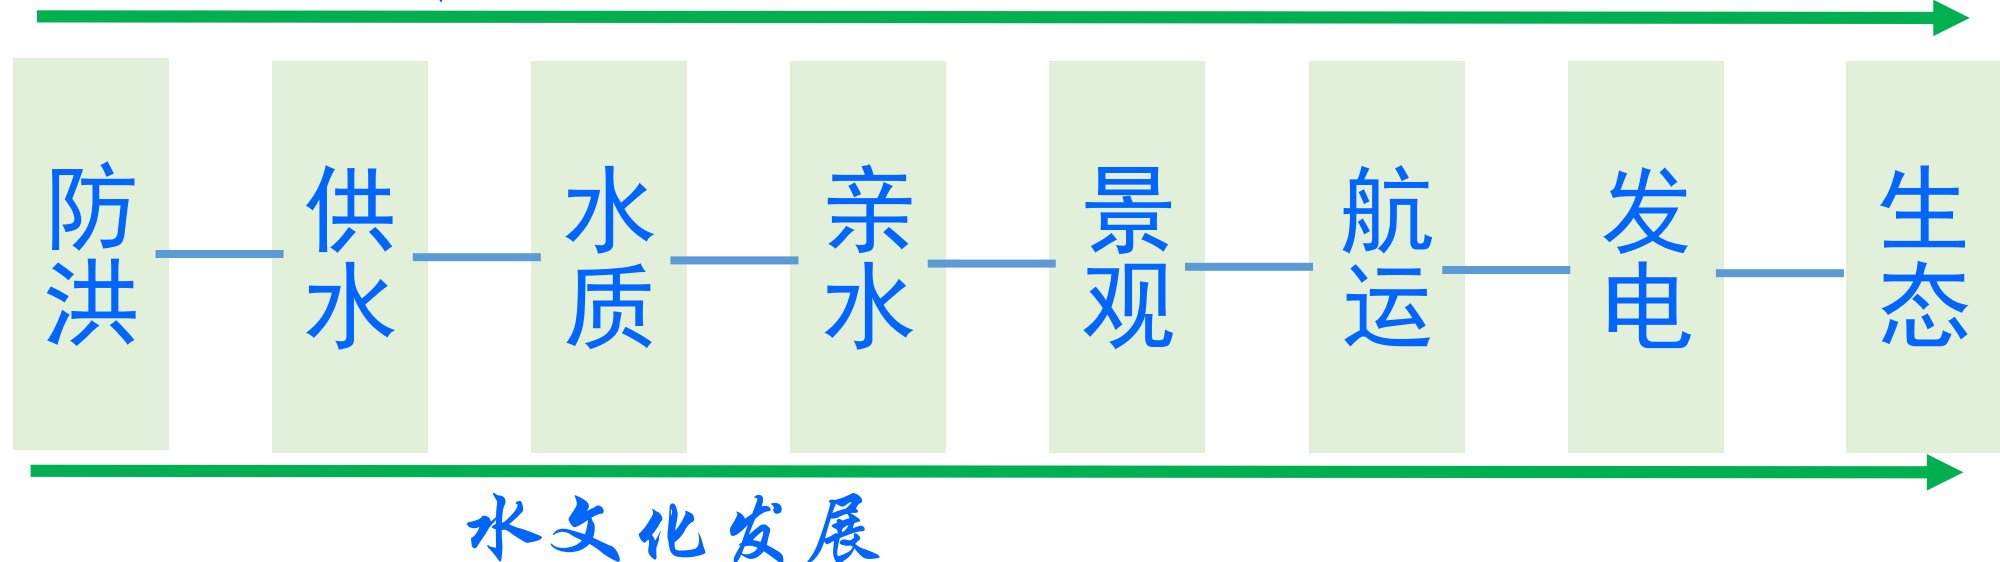 防洪
供水
水质
亲水
景观
航运
发电
生态
水文化发展